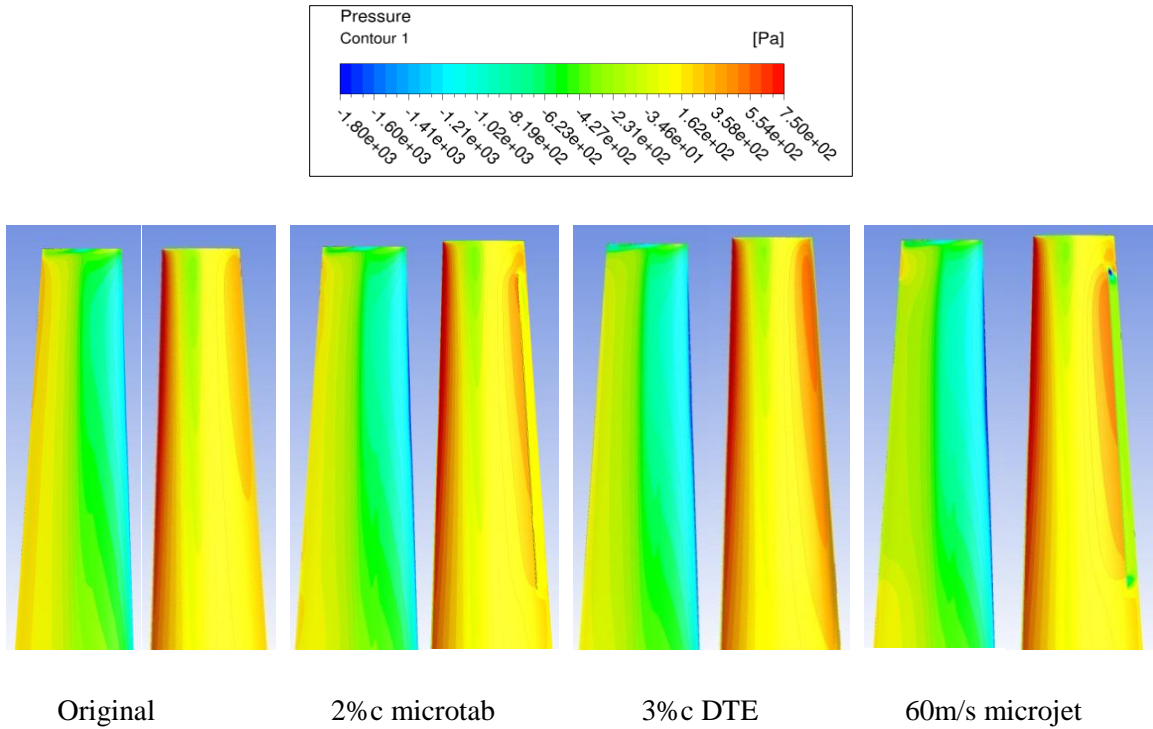 Pressure
Contour 1
[Pa]
-1.80e+03
-1.60e+03
-1.41e+03
-1.21e+03
-1.02e+03
-8.19e+02
-6.23e+02
-4.27e+02
-2.31e+02
-3.46e+01
1.62e+02
3.58e+02
5.54e+02
7.50e+02
Original
2%c microtab
3%c DTE
60m/s microjet